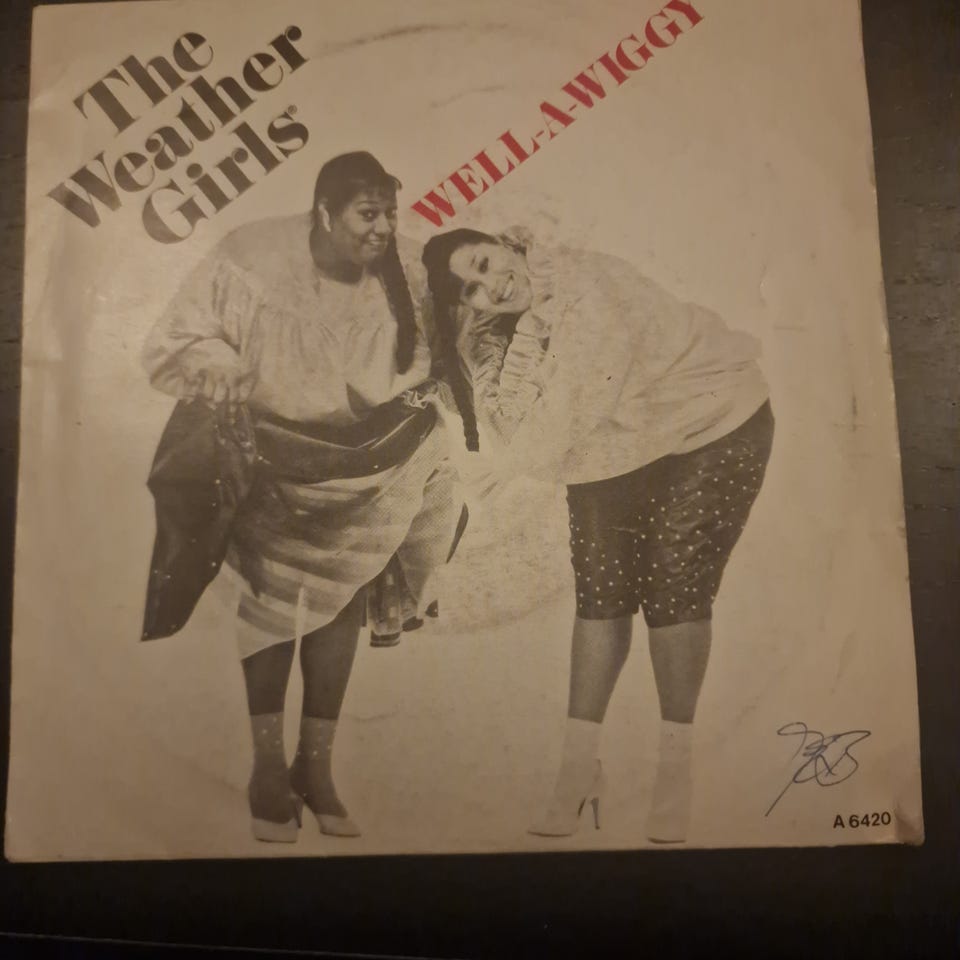 The
Weather
Girls
WELL-A-WIGGY
A 6420